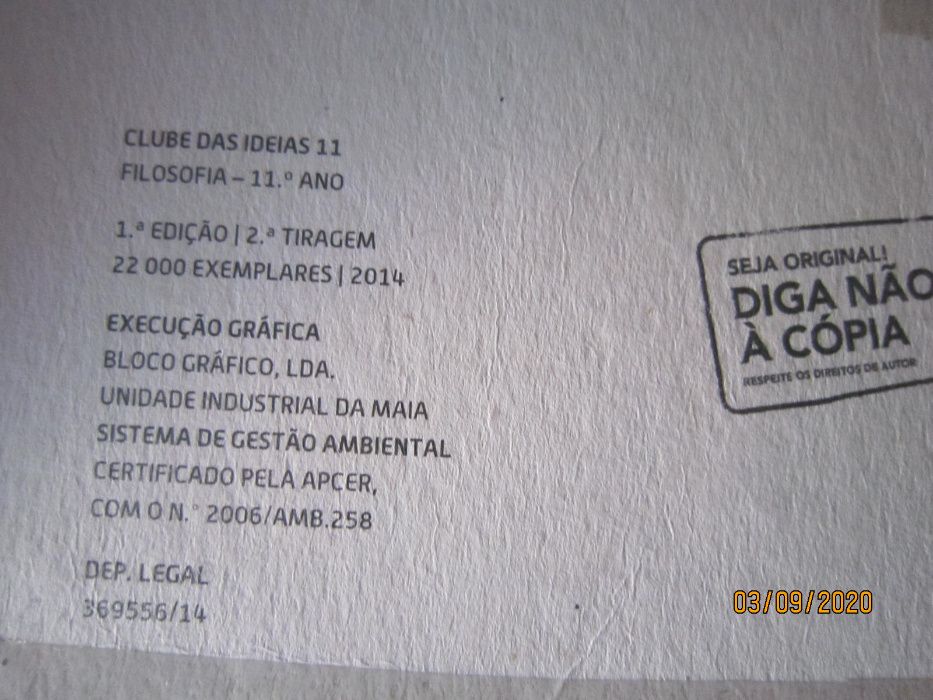 CLUBE DAS IDEIAS 11
FILOSOFIA – 11.º ANO
1.ª EDIÇÃO | 2.ª TIRAGEM
22 000 EXEMPLARES | 2014
EXECUÇÃO GRÁFICA
BLOCO GRÁFICO, LDA.
UNIDADE INDUSTRIAL DA MAIA
SISTEMA DE GESTÃO AMBIENTAL
CERTIFICADO PELA APCER,
COM O N.° 2006/AMB.258
DEP. LEGAL
369556/14
SEJA ORIGINAL!
DIGA NÃO
À CÓPIA
RESPEITE OS DIREITOS DE AUTOR
03/09/2020